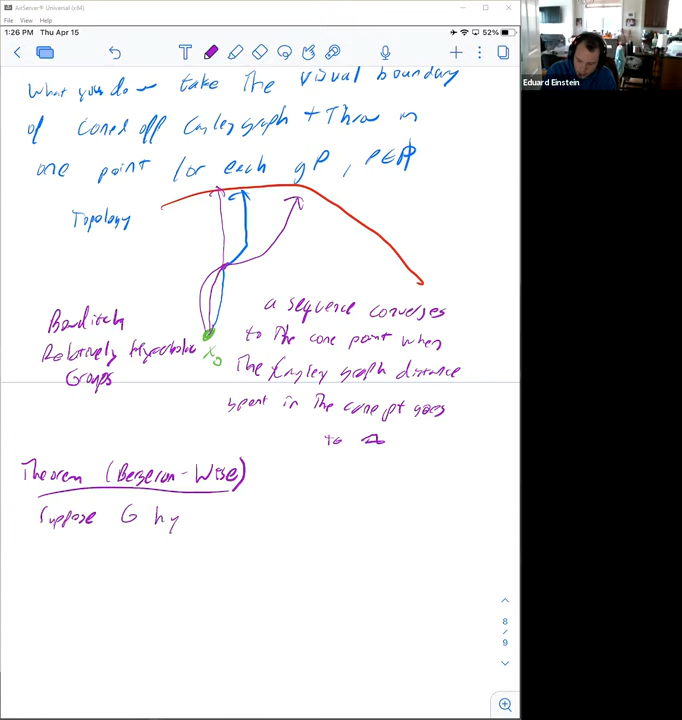 AirServer® Universal (x64)
File View Help
1:26 PM Thu Apr 15
52%
T
What you do → take the visual boundary
of coned off Cayley graph + throw in
one point for each gP, P∈ℙ
Topology
Eduard Einstein
Bowditch
Relatively Hyperbolic
Groups
x₀
a sequence converges
to the cone point when
the Cayley graph distance
spent in the cone pt goes
to ∞
Theorem (Bergeron-Wise)
Suppose G hy
8
/
9